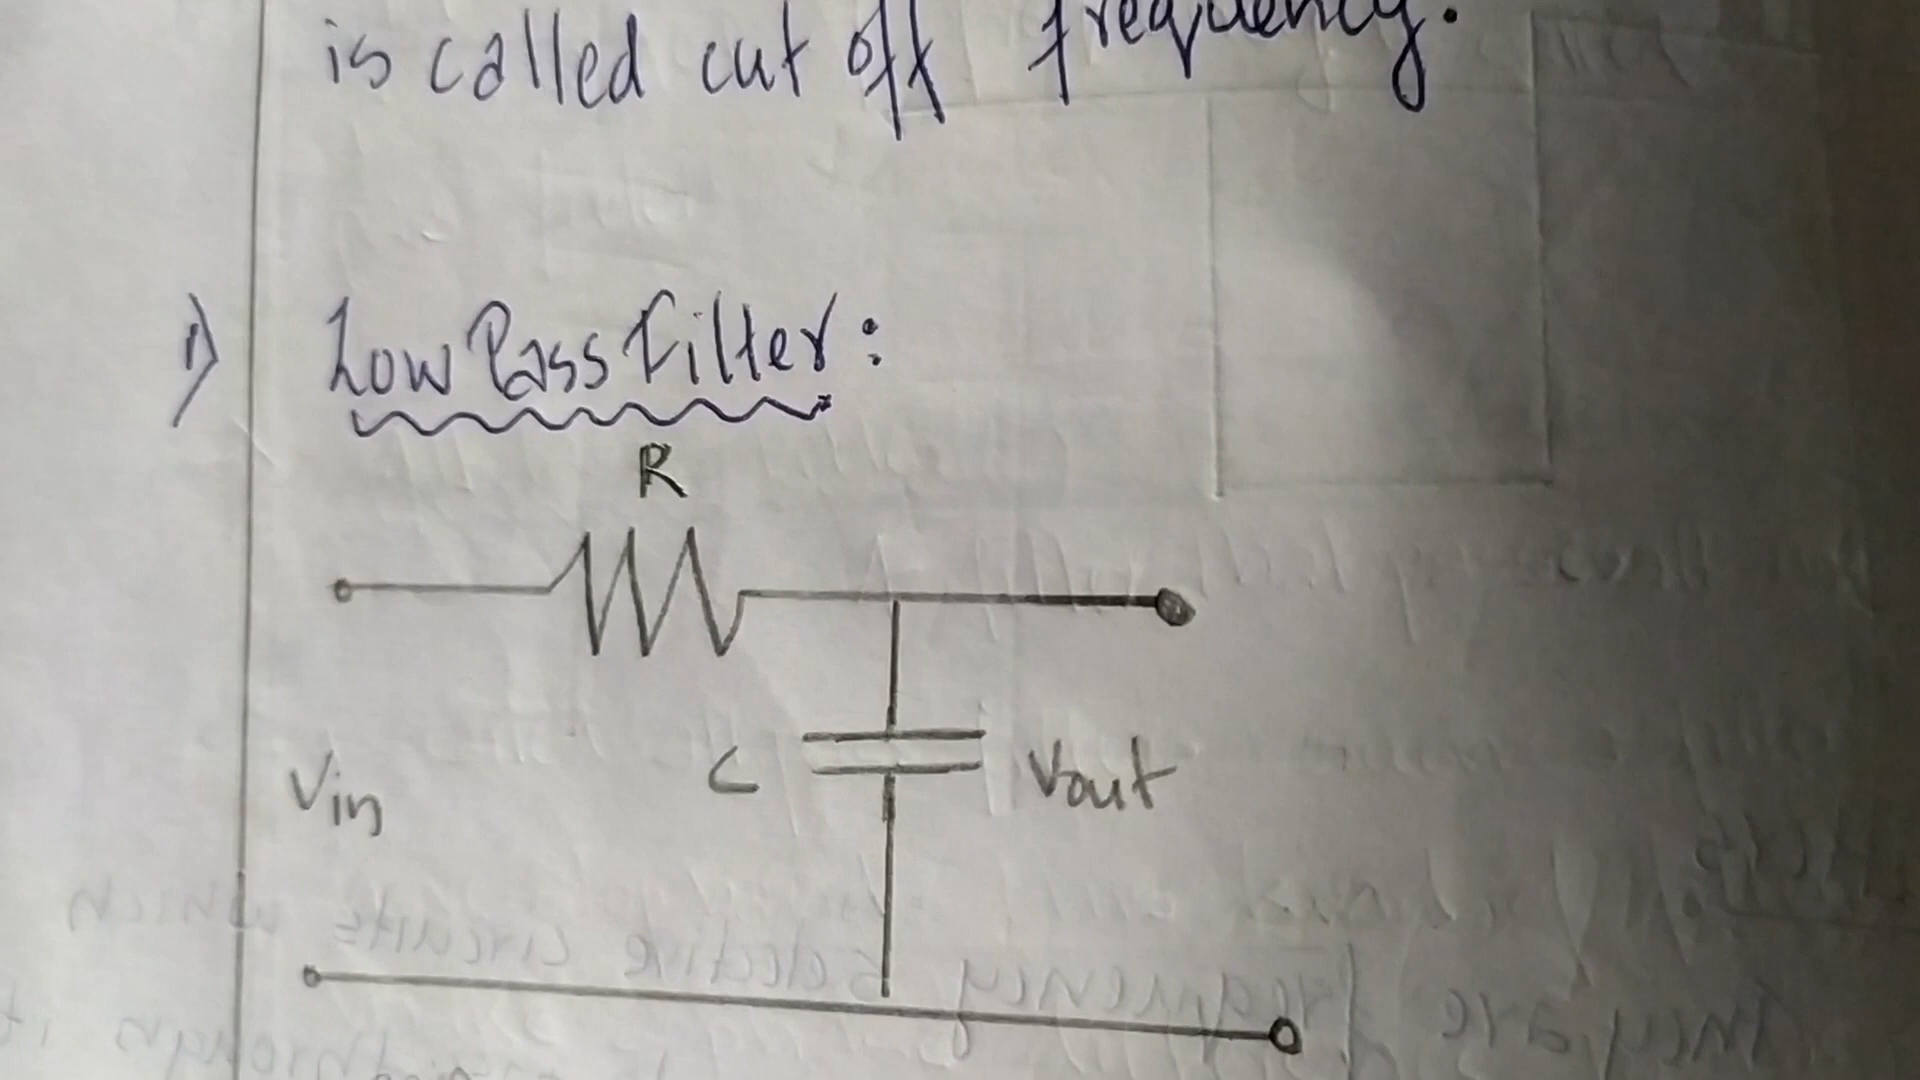 is called cut off frequency.
1) Low Pass Filter:
R
Vin
C
Vout